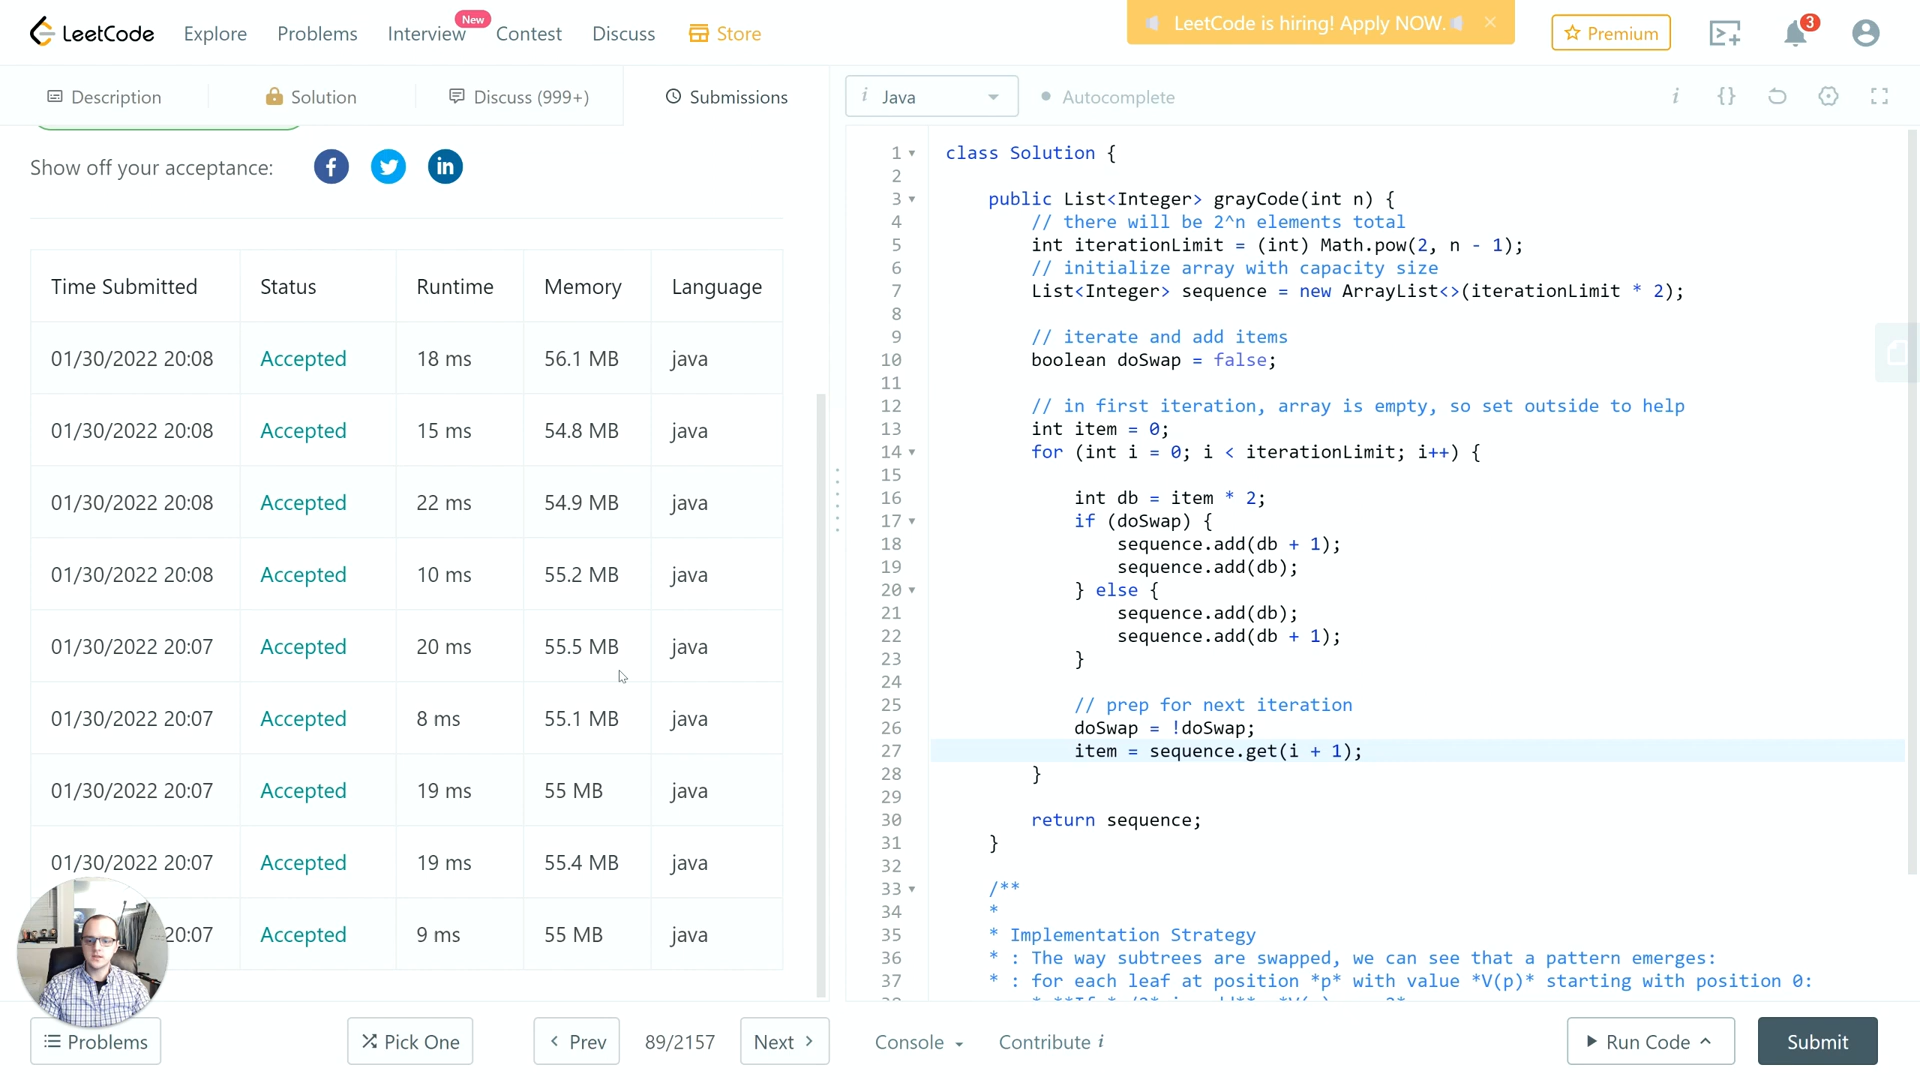 LeetCode Explore Problems Interview New Contest Discuss Store LeetCode is hiring! Apply NOW. × Premium 3
Description Solution Discuss (999+) Submissions i Java Autocomplete i {}
Show off your acceptance:
Time Submitted Status Runtime Memory Language
01/30/2022 20:08 Accepted 18 ms 56.1 MB java
01/30/2022 20:08 Accepted 15 ms 54.8 MB java
01/30/2022 20:08 Accepted 22 ms 54.9 MB java
01/30/2022 20:08 Accepted 10 ms 55.2 MB java
01/30/2022 20:07 Accepted 20 ms 55.5 MB java
01/30/2022 20:07 Accepted 8 ms 55.1 MB java
01/30/2022 20:07 Accepted 19 ms 55 MB java
01/30/2022 20:07 Accepted 19 ms 55.4 MB java
20:07 Accepted 9 ms 55 MB java
1 class Solution {
2
3 public List<Integer> grayCode(int n) {
4 // there will be 2^n elements total
5 int iterationLimit = (int) Math.pow(2, n - 1);
6 // initialize array with capacity size
7 List<Integer> sequence = new ArrayList<>(iterationLimit * 2);
8
9 // iterate and add items
10 boolean doSwap = false;
11
12 // in first iteration, array is empty, so set outside to help
13 int item = 0;
14 for (int i = 0; i < iterationLimit; i++) {
15
16 int db = item * 2;
17 if (doSwap) {
18 sequence.add(db + 1);
19 sequence.add(db);
20 } else {
21 sequence.add(db);
22 sequence.add(db + 1);
23 }
24
25 // prep for next iteration
26 doSwap = !doSwap;
27 item = sequence.get(i + 1);
28 }
29
30 return sequence;
31 }
32
33 /**
34 *
35 * Implementation Strategy
36 * : The way subtrees are swapped, we can see that a pattern emerges:
37 * : for each leaf at position *p* with value *V(p)* starting with position 0:
Problems Pick One Prev 89/2157 Next Console Contribute i Run Code Submit